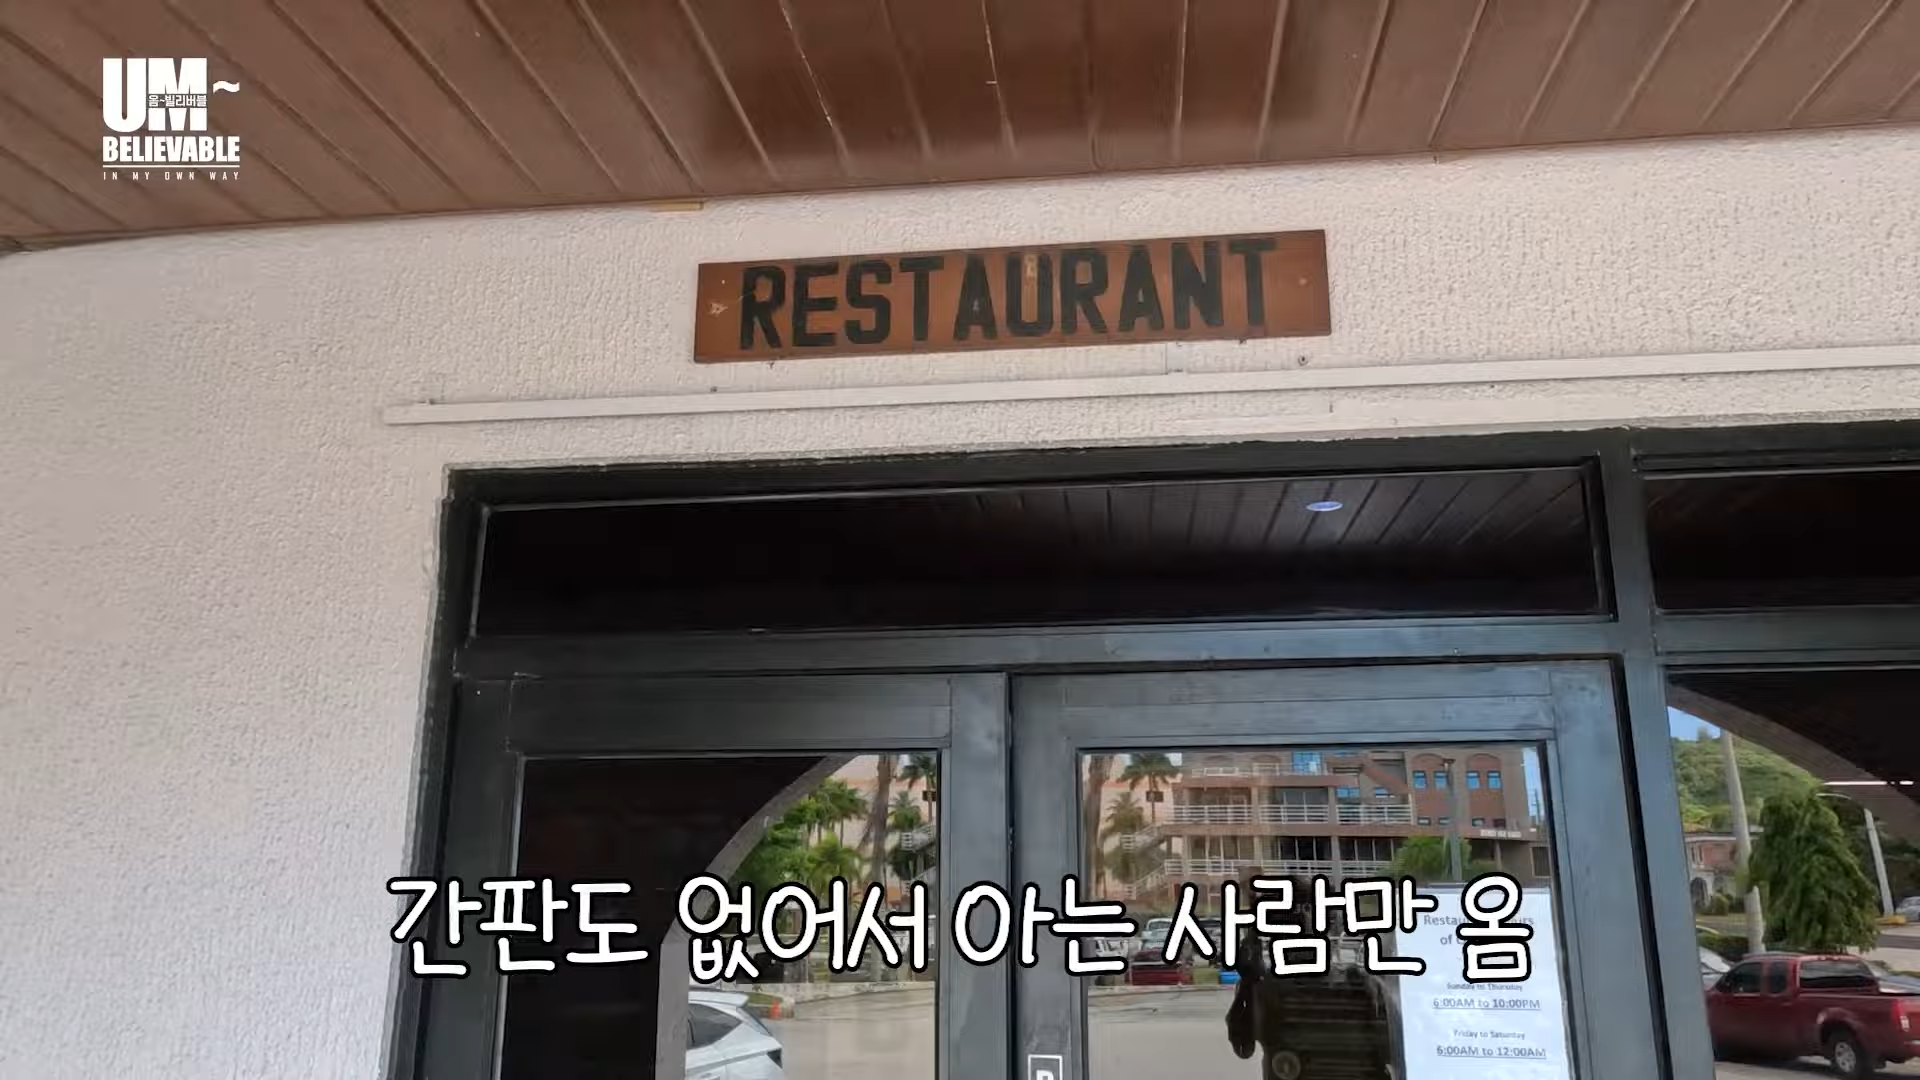 UMM~
옴~빌리버블
BELIEVABLE
IN MY OWN WAY
RESTAURANT
간판도 없어서 아는 사람만 옴
Sunday to Thursday
6:00AM to 10:00PM
Friday to Saturday
6:00AM to 12:00AM